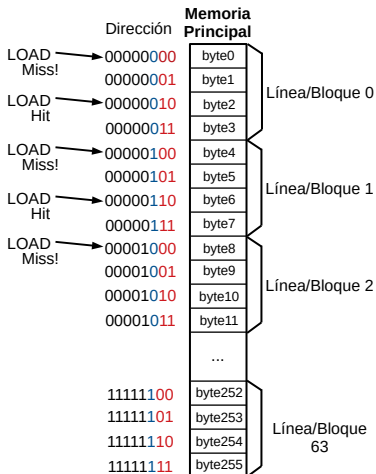 Dirección
Memoria
Principal
LOAD
Miss!
00000000
byte0
00000001
byte1
LOAD
Hit
00000010
byte2
00000011
byte3
Línea/Bloque 0
LOAD
Miss!
00000100
byte4
00000101
byte5
LOAD
Hit
00000110
byte6
00000111
byte7
Línea/Bloque 1
LOAD
Miss!
00001000
byte8
00001001
byte9
00001010
byte10
00001011
byte11
Línea/Bloque 2
...
11111100
byte252
11111101
byte253
11111110
byte254
11111111
byte255
Línea/Bloque
63